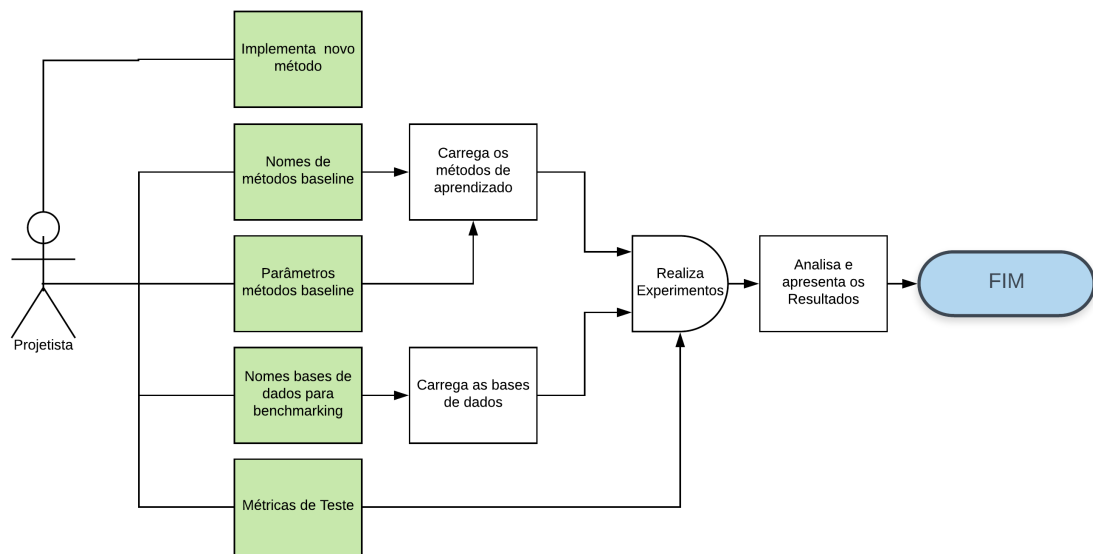 Implementa novo
método
Nomes de
métodos baseline
Carrega os
métodos de
aprendizado
Parâmetros
métodos baseline
Realiza
Experimentos
Analisa e
apresenta os
Resultados
FIM
Projetista
Nomes bases de
dados para
benchmarking
Carrega as bases
de dados
Métricas de Teste